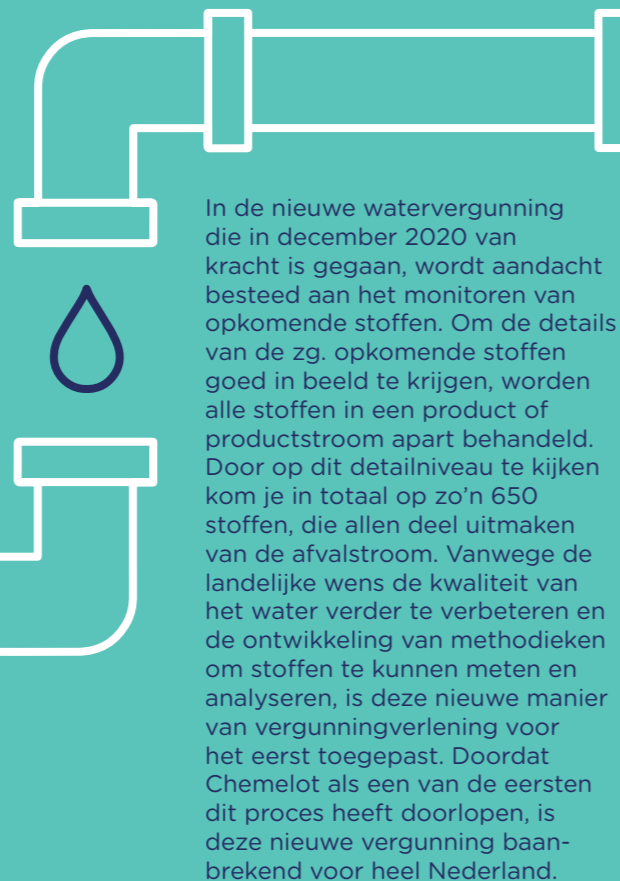 In de nieuwe watervergunning
die in december 2020 van
kracht is gegaan, wordt aandacht
besteed aan het monitoren van
opkomende stoffen. Om de details
van de zg. opkomende stoffen
goed in beeld te krijgen, worden
alle stoffen in een product of
productstroom apart behandeld.
Door op dit detailniveau te kijken
kom je in totaal op zo’n 650
stoffen, die allen deel uitmaken
van de afvalstroom. Vanwege de
landelijke wens de kwaliteit van
het water verder te verbeteren en
de ontwikkeling van methodieken
om stoffen te kunnen meten en
analyseren, is deze nieuwe manier
van vergunningverlening voor
het eerst toegepast. Doordat
Chemelot als een van de eersten
dit proces heeft doorlopen, is
deze nieuwe vergunning baan-
brekend voor heel Nederland.